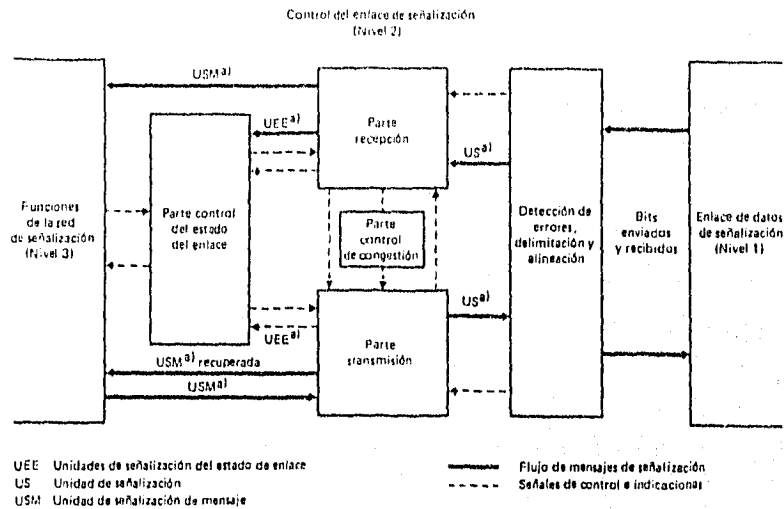 Control del enlace de señalización
(Nivel 2)
USM a)
UEE a)
Parte
recepción
US a)
Funciones
de la red
de señalización
(Nivel 3)
Parte control
del estado
del enlace
Parte
control
de congestión
Detección de
errores,
delimitación y
alineación
Bits
enviados
y recibidos
Enlace de datos
de señalización
(Nivel 1)
US a)
UEE a)
Parte
transmisión
USM a) recuperada
USM a)
UEE Unidades de señalización del estado de enlace
US Unidad de señalización
USM Unidad de señalización de mensaje
Flujo de mensajes de señalización
Señales de control e indicaciones